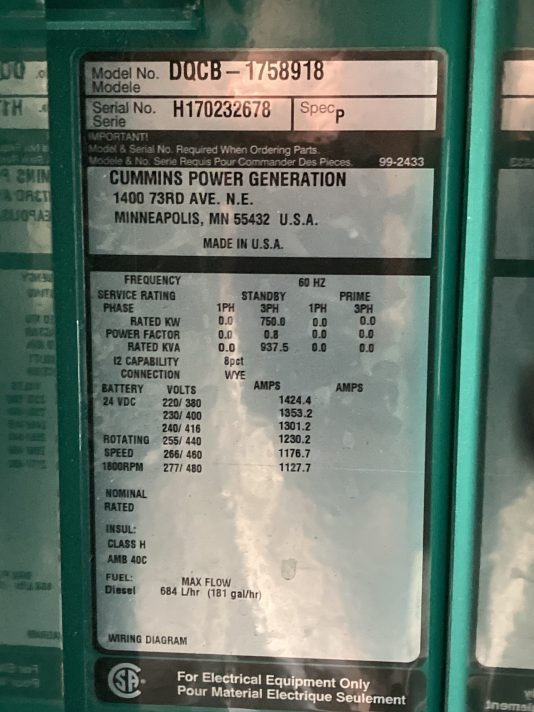 Model No. DQCB - 1758918
Modele
Serial No. H170232678 Spec P
Serie
IMPORTANT!
Model & Serial No. Required When Ordering Parts.
Modele & No. Serie Requis Pour Commander Des Pieces. 99-2433
CUMMINS POWER GENERATION
1400 73RD AVE. N.E.
MINNEAPOLIS, MN 55432 U.S.A.
MADE IN U.S.A.
FREQUENCY 60 HZ
SERVICE RATING STANDBY PRIME
PHASE 1PH 3PH 1PH 3PH
RATED KW 0.0 750.0 0.0 0.0
POWER FACTOR 0.0 0.8 0.0 0.0
RATED KVA 0.0 937.5 0.0 0.0
I2 CAPABILITY 8pct
CONNECTION WYE
BATTERY VOLTS AMPS AMPS
24 VDC 220/ 380 1424.4
230/ 400 1353.2
240/ 416 1301.2
ROTATING 255/ 440 1230.2
SPEED 266/ 460 1176.7
1800RPM 277/ 480 1127.7
NOMINAL
RATED
INSUL:
CLASS H
AMB 40C
FUEL: MAX FLOW
Diesel 684 L/hr (181 gal/hr)
WIRING DIAGRAM
SA For Electrical Equipment Only
Pour Material Electrique Seulement